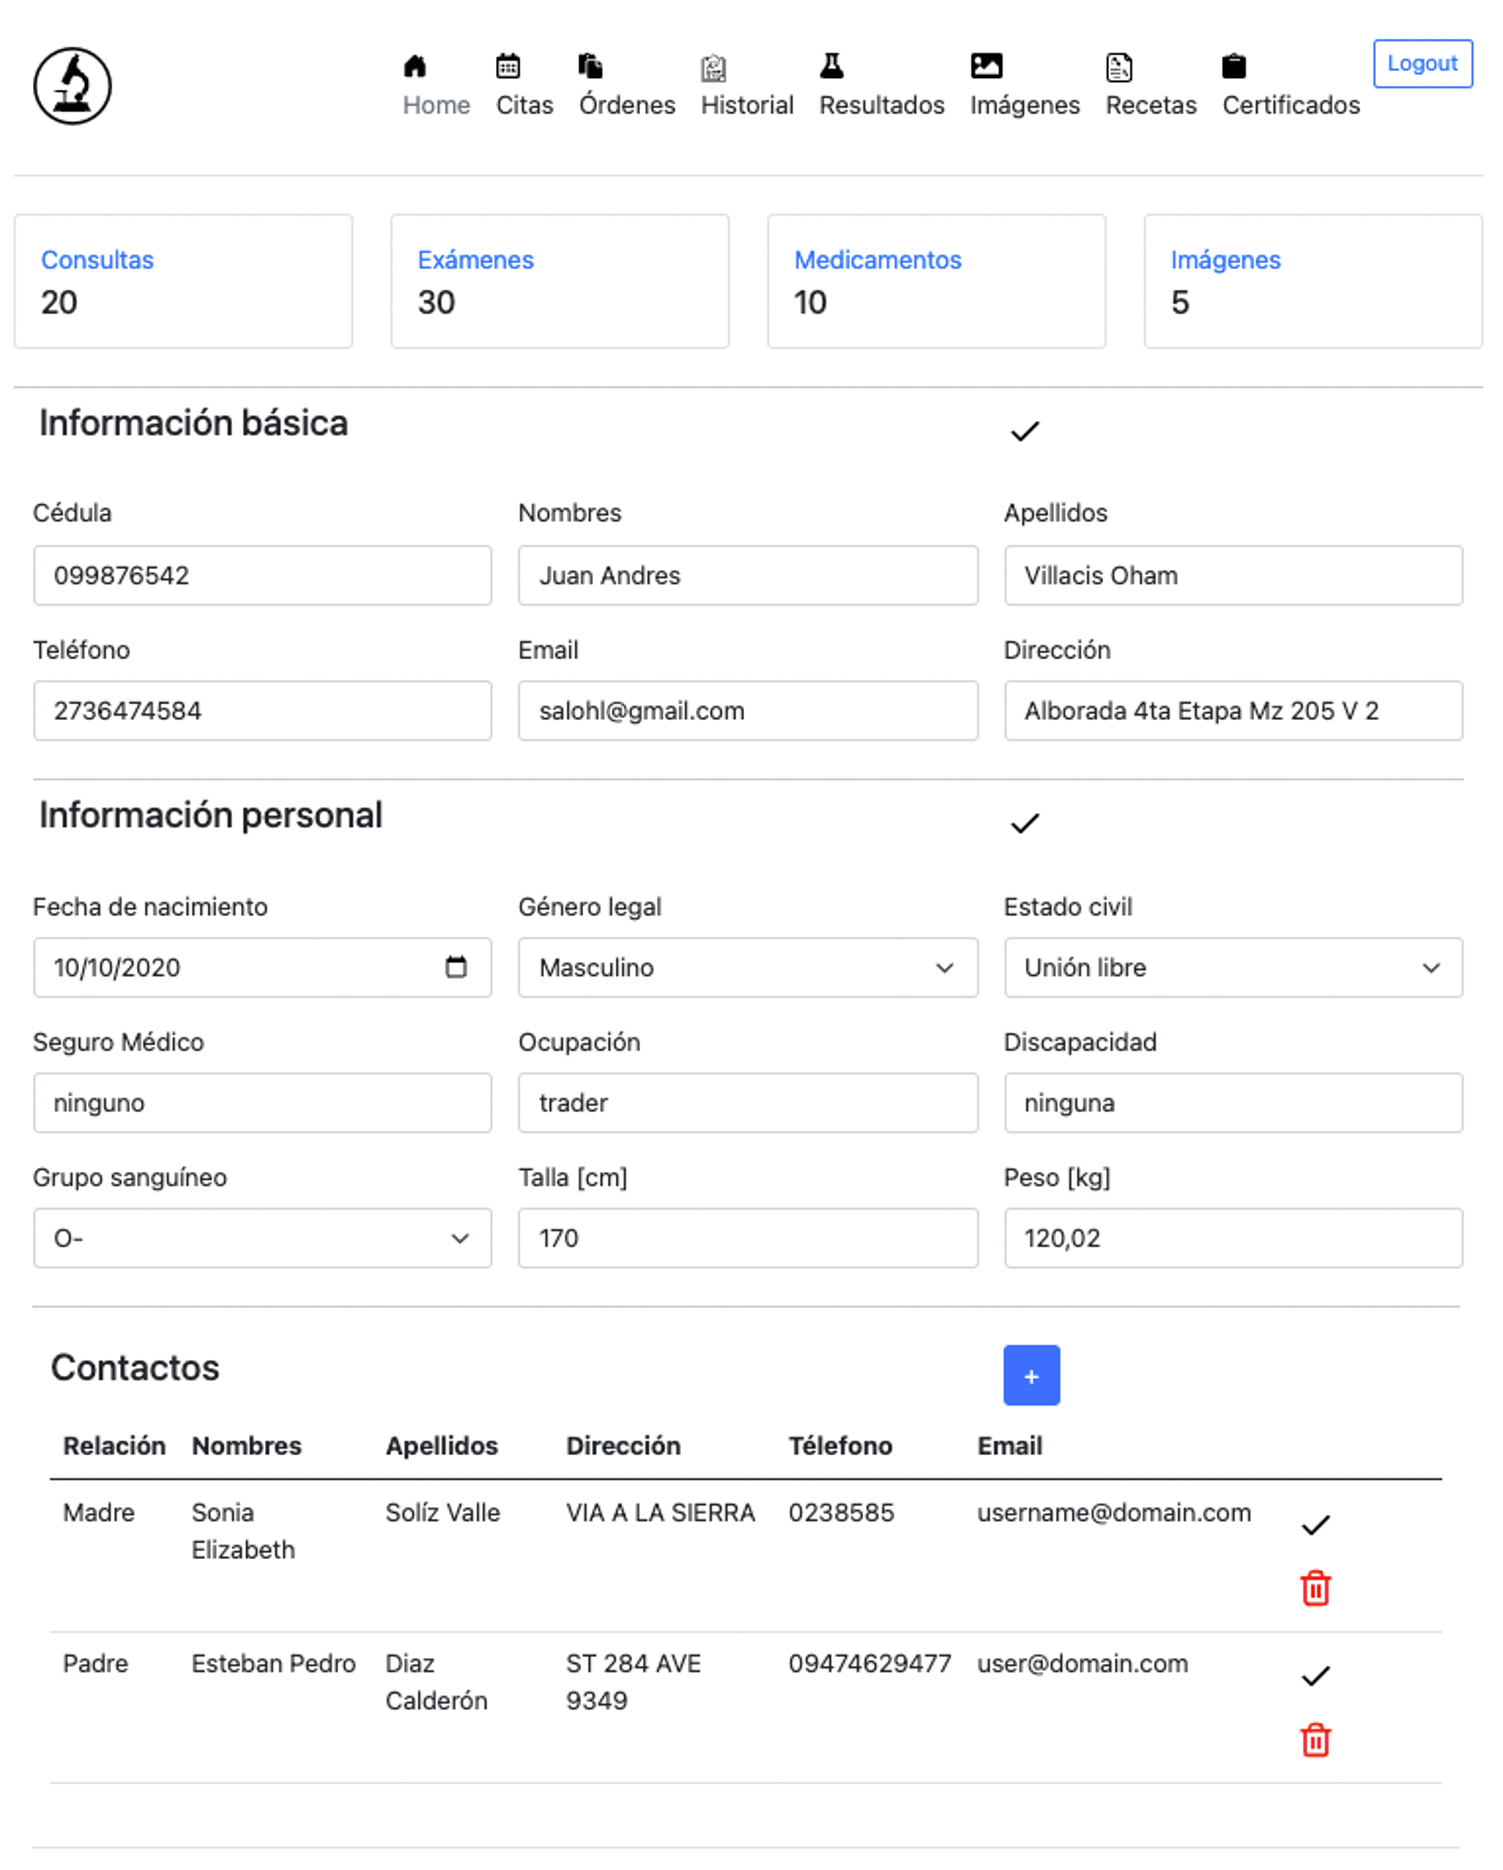 Logout
Home Citas Órdenes Historial Resultados Imágenes Recetas Certificados
Consultas Exámenes Medicamentos Imágenes
20 30 10 5
Información básica
Cédula Nombres Apellidos
099876542 Juan Andres Villacis Oham
Teléfono Email Dirección
2736474584 salohl@gmail.com Alborada 4ta Etapa Mz 205 V 2
Información personal
Fecha de nacimiento Género legal Estado civil
10/10/2020 Masculino Unión libre
Seguro Médico Ocupación Discapacidad
ninguno trader ninguna
Grupo sanguíneo Talla [cm] Peso [kg]
O- 170 120,02
Contactos +
Relación Nombres Apellidos Dirección Télefono Email
Madre Sonia Solíz Valle VIA A LA SIERRA 0238585 username@domain.com
Elizabeth
Padre Esteban Pedro Diaz ST 284 AVE 09474629477 user@domain.com
Calderón 9349